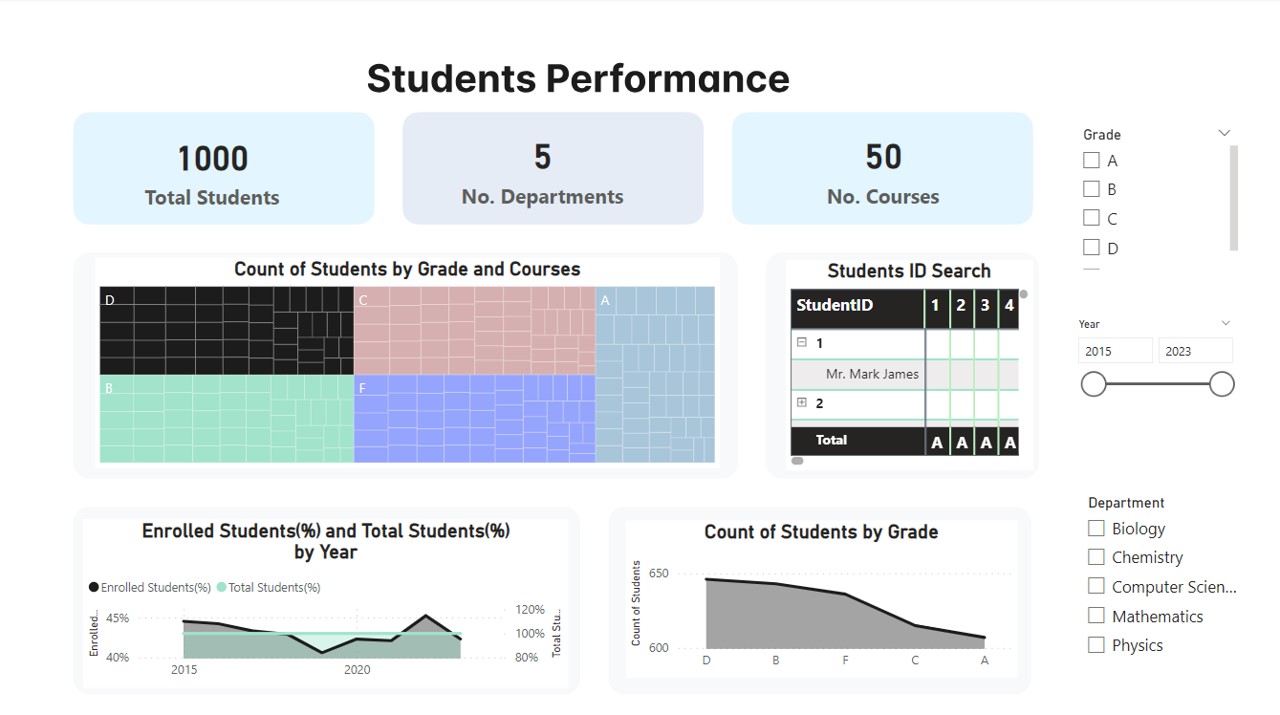 Students Performance
1000
Total Students
5
No. Departments
50
No. Courses
Grade
A
B
C
D
Count of Students by Grade and Courses
D
C
A
B
F
Students ID Search
StudentID 1 2 3 4
1
Mr. Mark James
2
Total A A A A
Year
2015 2023
Enrolled Students(%) and Total Students(%)
by Year
Enrolled Students(%) Total Students(%)
Enrolled...
45%
40%
120%
100%
80%
Total Stu...
2015 2020
Count of Students by Grade
Count of Students
650
600
D B F C A
Department
Biology
Chemistry
Computer Scien...
Mathematics
Physics